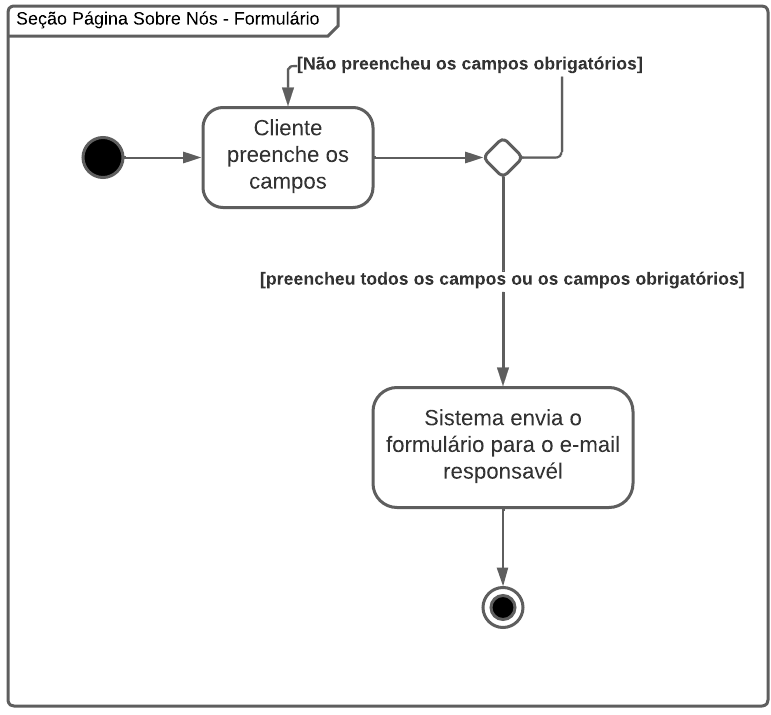 Seção Página Sobre Nós - Formulário
[Não preencheu os campos obrigatórios]
Cliente
preenche os
campos
[preencheu todos os campos ou os campos obrigatórios]
Sistema envia o
formulário para o e-mail
responsavél